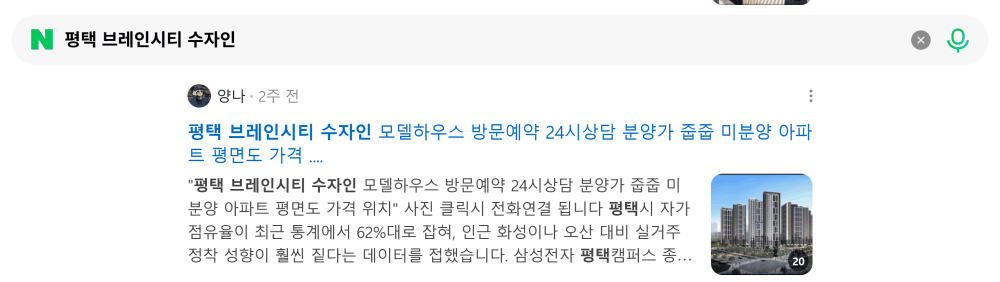 N 평택 브레인시티 수자인
양나 · 2주 전
평택 브레인시티 수자인 모델하우스 방문예약 24시상담 분양가 줍줍 미분양 아파
트 평면도 가격 ....
"평택 브레인시티 수자인 모델하우스 방문예약 24시상담 분양가 줍줍 미
분양 아파트 평면도 가격 위치" 사진 클릭시 전화연결 됩니다 평택시 자가
점유율이 최근 통계에서 62%대로 잡혀, 인근 화성이나 오산 대비 실거주
정착 성향이 훨씬 짙다는 데이터를 접했습니다. 삼성전자 평택캠퍼스 종...
20